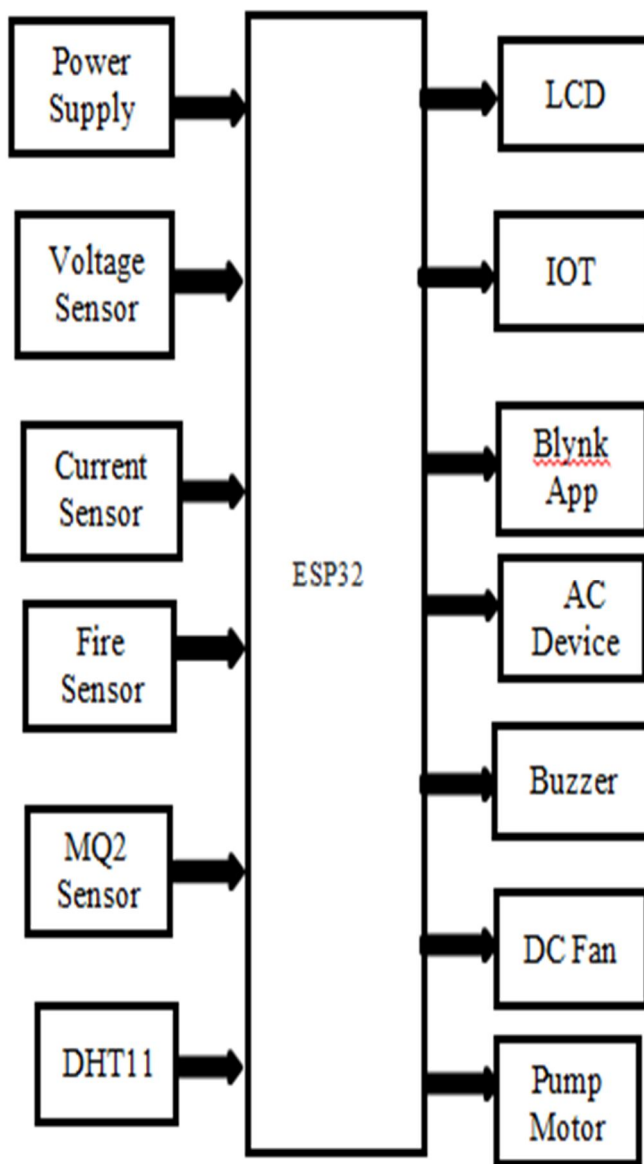 Power
Supply
Voltage
Sensor
Current
Sensor
Fire
Sensor
MQ2
Sensor
DHT11
ESP32
LCD
IOT
Blynk
App
AC
Device
Buzzer
DC Fan
Pump
Motor